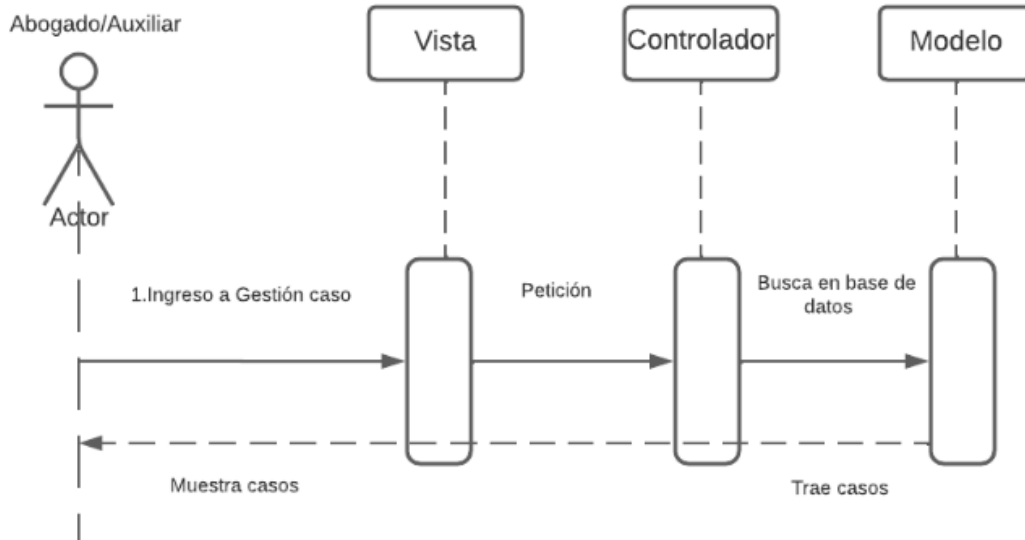 Abogado/Auxiliar
Vista
Controlador
Modelo
Actor
1.Ingreso a Gestión caso
Petición
Busca en base de
datos
Muestra casos
Trae casos